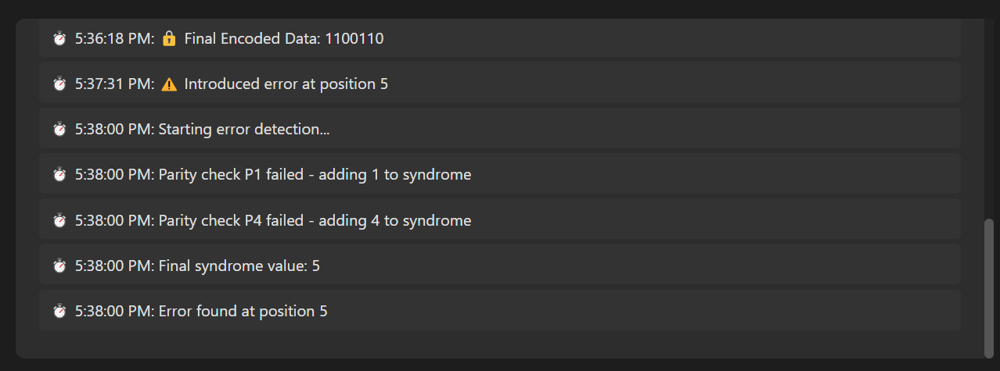 ⏱️ 5:36:18 PM: 🔒 Final Encoded Data: 1100110
⏱️ 5:37:31 PM: ⚠️ Introduced error at position 5
⏱️ 5:38:00 PM: Starting error detection...
⏱️ 5:38:00 PM: Parity check P1 failed - adding 1 to syndrome
⏱️ 5:38:00 PM: Parity check P4 failed - adding 4 to syndrome
⏱️ 5:38:00 PM: Final syndrome value: 5
⏱️ 5:38:00 PM: Error found at position 5